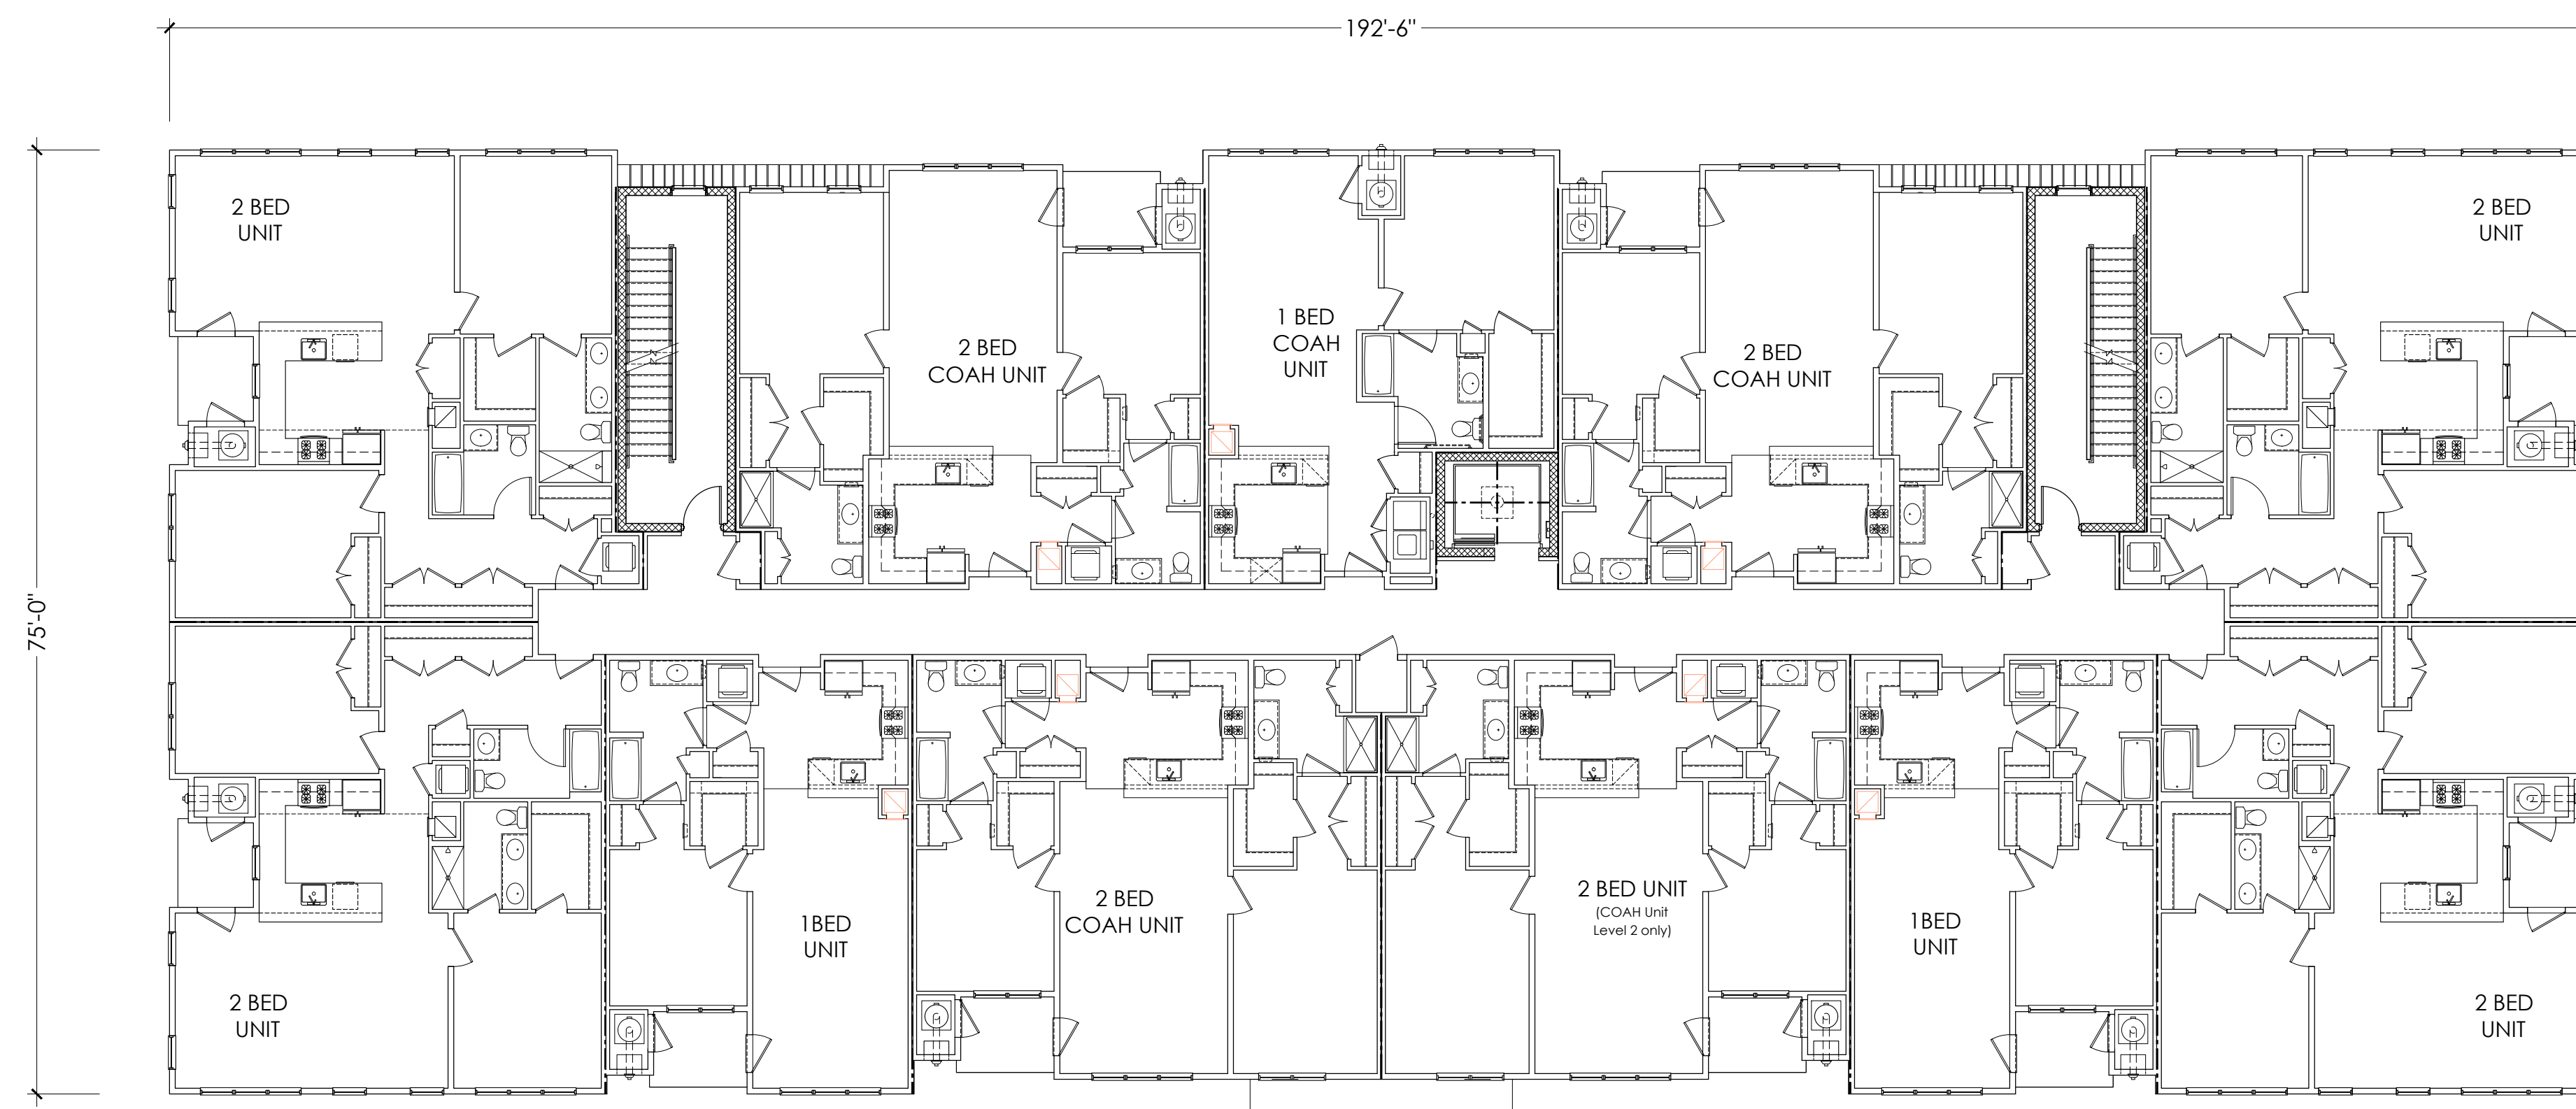 192'-6"
75'-0"
2 BED
UNIT
2 BED
COAH UNIT
1 BED
COAH
UNIT
2 BED
COAH UNIT
2 BED
UNIT
2 BED
UNIT
1BED
UNIT
2 BED
COAH UNIT
2 BED UNIT
(COAH Unit
Level 2 only)
1BED
UNIT
2 BED
UNIT